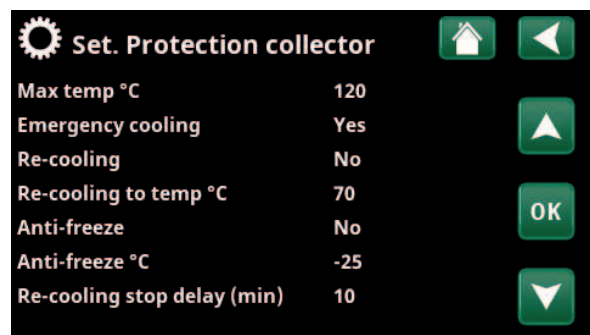 Set. Protection collector
Max temp °C 120
Emergency cooling Yes
Re-cooling No
Re-cooling to temp °C 70
Anti-freeze No
Anti-freeze °C -25
Re-cooling stop delay (min) 10
OK